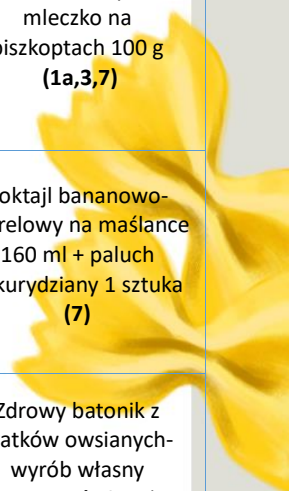 mleczko na
biszkoptach 100 g
(1a,3,7)
oktajl bananowo-
relowy na maślance
160 ml + paluch
kurydziany 1 sztuka
(7)
Zdrowy batonik z
atków owsianych-
wyrób własny